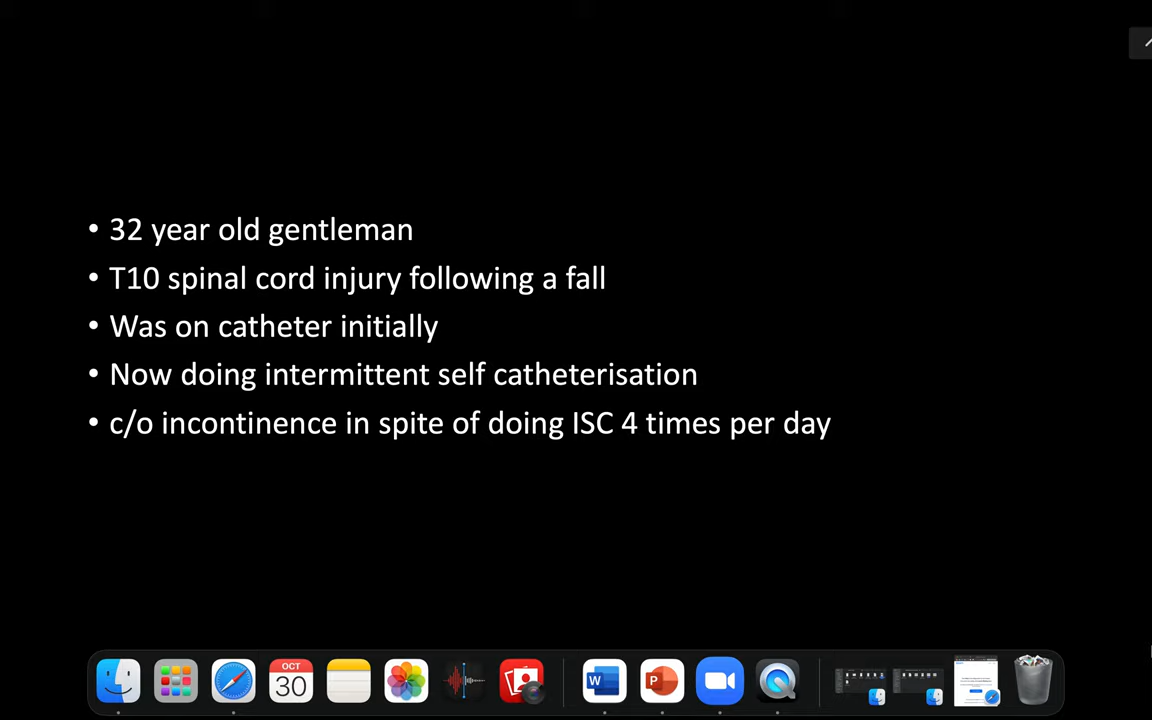 • 32 year old gentleman
• T10 spinal cord injury following a fall
• Was on catheter initially
• Now doing intermittent self catheterisation
• c/o incontinence in spite of doing ISC 4 times per day
OCT
30
W
P